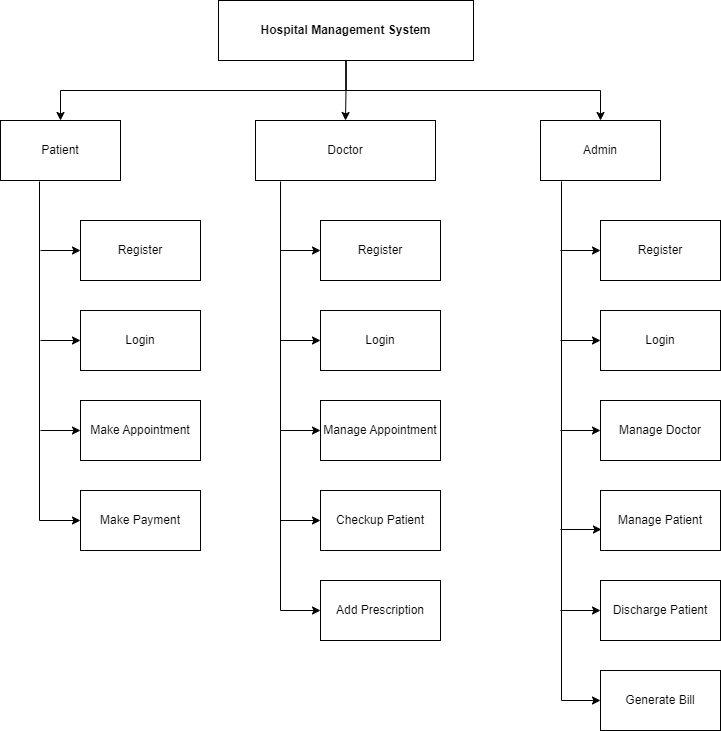 Hospital Management System
Patient
Doctor
Admin
Register
Register
Register
Login
Login
Login
Make Appointment
Manage Appointment
Manage Doctor
Make Payment
Checkup Patient
Manage Patient
Add Prescription
Discharge Patient
Generate Bill